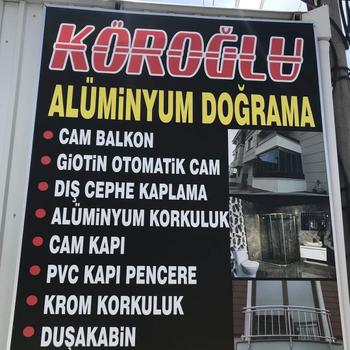 KÖROĞLU
ALÜMİNYUM DOĞRAMA
CAM BALKON
GİOTİN OTOMATİK CAM
DIŞ CEPHE KAPLAMA
ALÜMİNYUM KORKULUK
CAM KAPI
PVC KAPI PENCERE
KROM KORKULUK
DUŞAKABİN